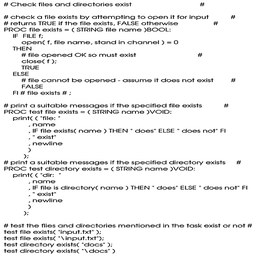 # Check files and directories exist #
# check a file exists by attempting to open it for input #
# returns TRUE if the file exists, FALSE otherwise #
PROC file exists = ( STRING file name )BOOL:
IF FILE f;
open( f, file name, stand in channel ) = 0
THEN
# file opened OK so must exist #
close( f );
TRUE
ELSE
# file cannot be opened - assume it does not exist #
FALSE
FI # file exists # ;
# print a suitable messages if the specified file exists #
PROC test file exists = ( STRING name )VOID:
print( ( "file: "
, name
, IF file exists( name ) THEN " does" ELSE " does not" FI
, " exist"
, newline
)
);
# print a suitable messages if the specified directory exists #
PROC test directory exists = ( STRING name )VOID:
print( ( "dir: "
, name
, IF file is directory( name ) THEN " does" ELSE " does not" FI
, " exist"
, newline
)
);
# test the files and directories mentioned in the task exist or not #
test file exists( "input.txt" );
test file exists( "\input.txt");
test directory exists( "docs" );
test directory exists( "\docs" )